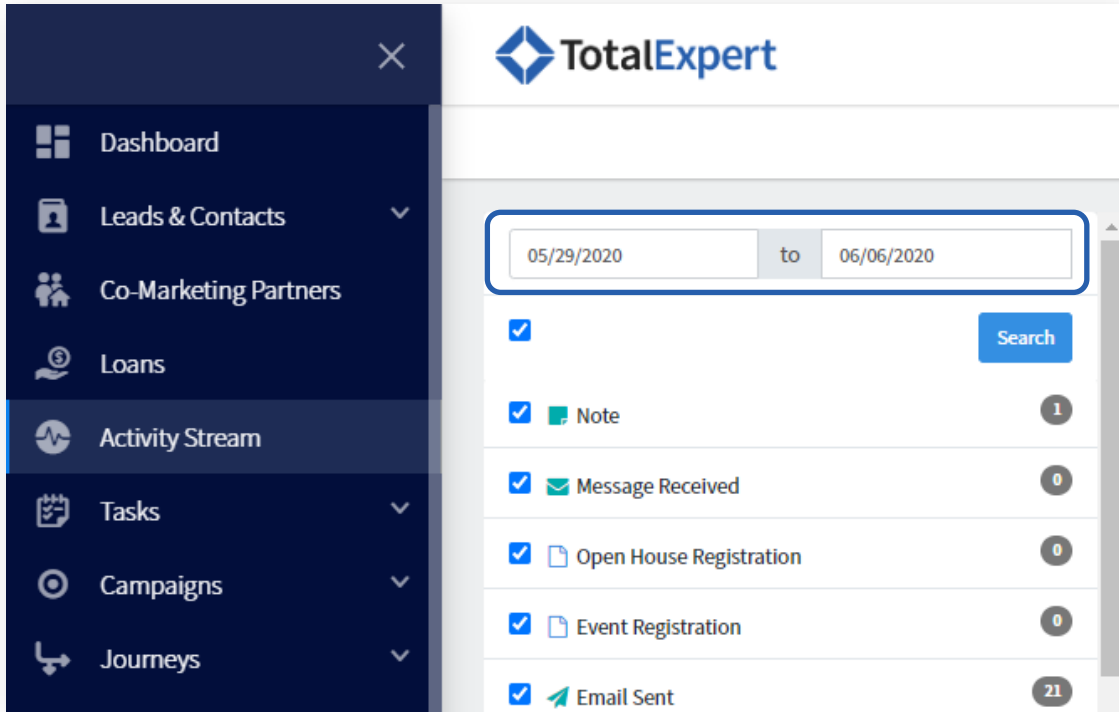 TotalExpert
Dashboard
Leads & Contacts
Co-Marketing Partners
Loans
Activity Stream
Tasks
Campaigns
Journeys
05/29/2020 to 06/06/2020
Search
Note 1
Message Received 0
Open House Registration 0
Event Registration 0
Email Sent 21